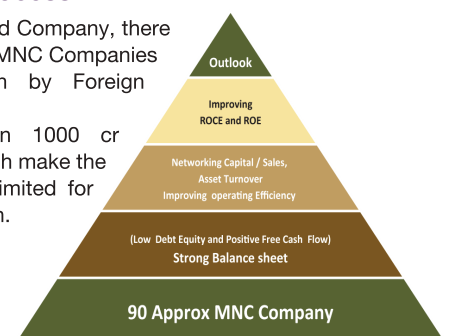 d Company, there
MNC Companies
by Foreign
1000 cr
make the
imited for
Outlook
Improving
ROCE and ROE
Networking Capital / Sales,
Asset Turnover
Improving operating Efficiency
(Low Debt Equity and Positive Free Cash Flow)
Strong Balance sheet
90 Approx MNC Company